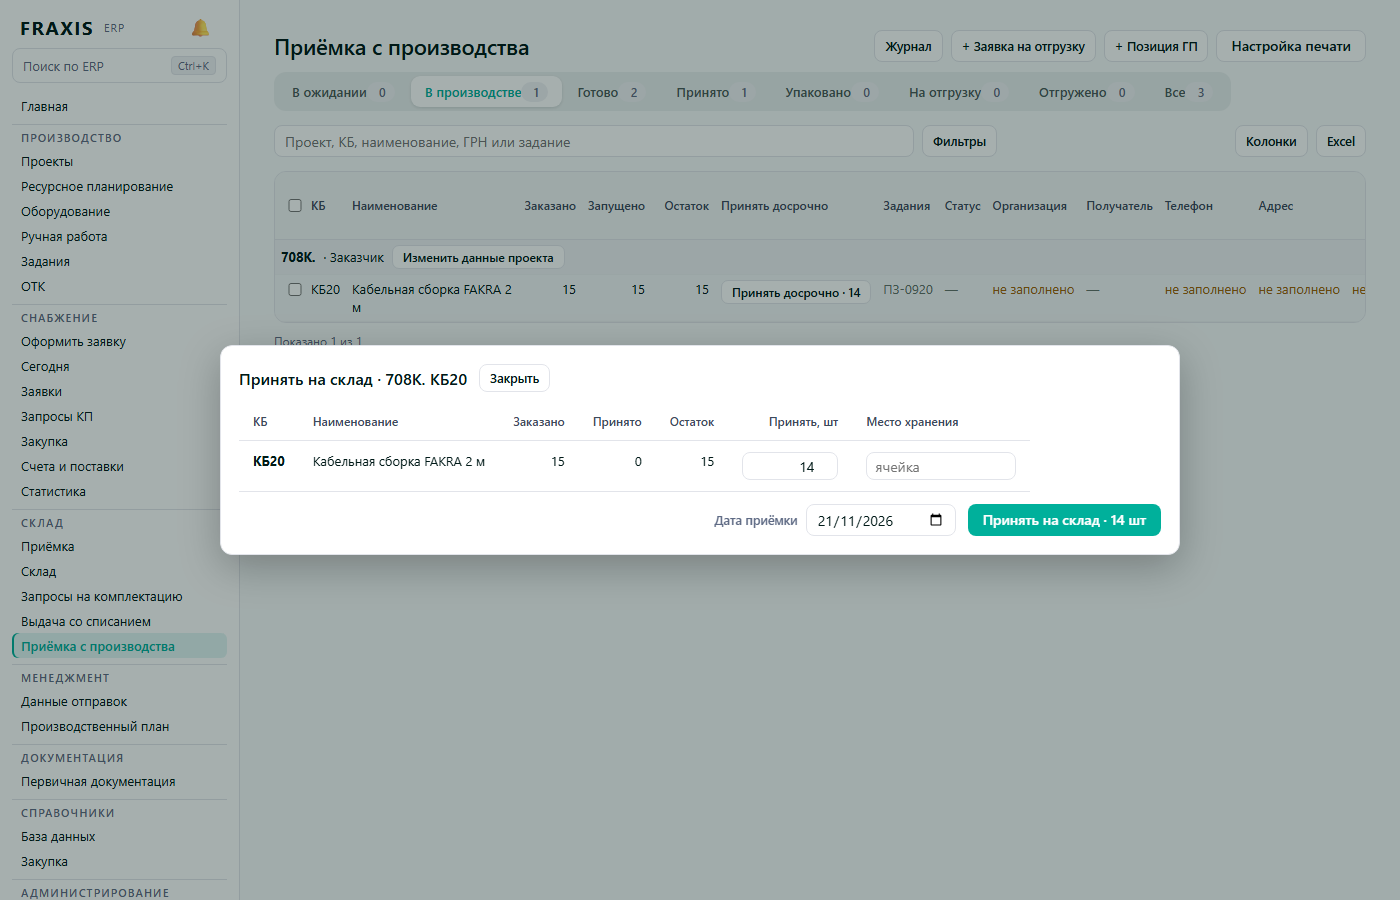 FRAXIS ERP
Поиск по ERP Ctrl+K
Главная
ПРОИЗВОДСТВО
Проекты
Ресурсное планирование
Оборудование
Ручная работа
Задания
ОТК
СНАБЖЕНИЕ
Оформить заявку
Сегодня
Заявки
Запросы КП
Закупка
Счета и поставки
Статистика
СКЛАД
Приёмка
Склад
Запросы на комплектацию
Выдача со списанием
Приёмка с производства
МЕНЕДЖМЕНТ
Данные отправок
Производственный план
ДОКУМЕНТАЦИЯ
Первичная документация
СПРАВОЧНИКИ
База данных
Закупка
АДМИНИСТРИРОВАНИЕ
Приёмка с производства
Журнал + Заявка на отгрузку + Позиция ГП Настройка печати
В ожидании 0 В производстве 1 Готово 2 Принято 1 Упаковано 0 На отгрузку 0 Отгружено 0 Все 3
Проект, КБ, наименование, ГРН или задание Фильтры Колонки Excel
КБ Наименование Заказано Запущено Остаток Принять досрочно Задания Статус Организация Получатель Телефон Адрес
708К. · Заказчик Изменить данные проекта
КБ20 Кабельная сборка FAKRA 2 м 15 15 15 Принять досрочно · 14 ПЗ-0920 — не заполнено — не заполнено не заполнено не
Показано 1 из 1
Принять на склад · 708К. КБ20 Закрыть
КБ Наименование Заказано Принято Остаток Принять, шт Место хранения
КБ20 Кабельная сборка FAKRA 2 м 15 0 15 14 ячейка
Дата приёмки 21/11/2026 Принять на склад · 14 шт